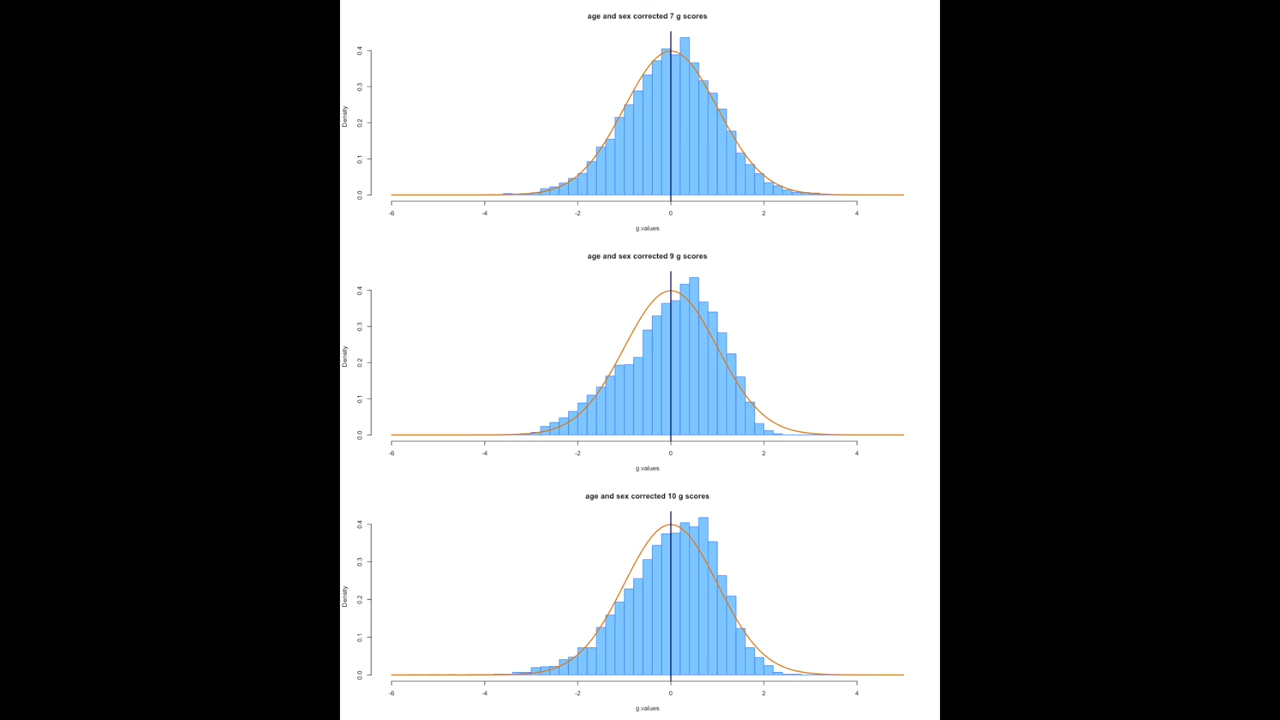 age and sex corrected 7 g scores
0.4
0.3
0.2
0.1
0.0
Density
-6 -4 -2 0 2 4
g.values
age and sex corrected 9 g scores
0.4
0.3
0.2
0.1
0.0
Density
-6 -4 -2 0 2 4
g.values
age and sex corrected 10 g scores
0.4
0.3
0.2
0.1
0.0
Density
-6 -4 -2 0 2 4
g.values